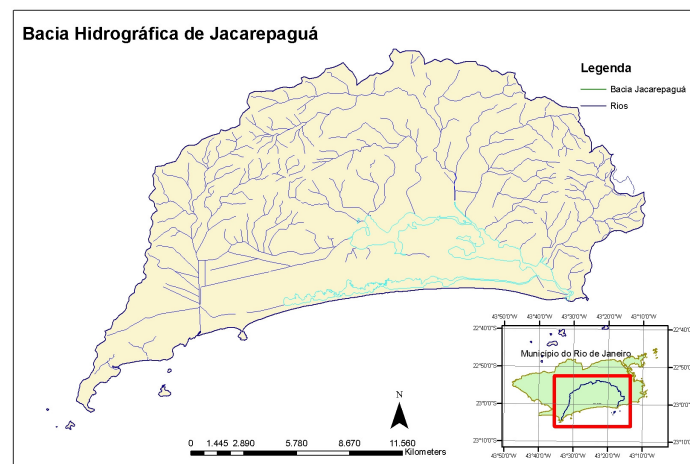 Bacia Hidrográfica de Jacarepaguá
Legenda
Bacia Jacarepaguá
Rios
N
0 1.445 2.890 5.780 8.670 11.560
Kilometers
43°50'0"W 43°40'0"W 43°30'0"W 43°20'0"W 43°10'0"W
22°40'0"S 22°40'0"S
Município do Rio de Janeiro
22°50'0"S 22°50'0"S
23°0'0"S 23°0'0"S
23°10'0"S 23°10'0"S
43°50'0"W 43°40'0"W 43°30'0"W 43°20'0"W 43°10'0"W